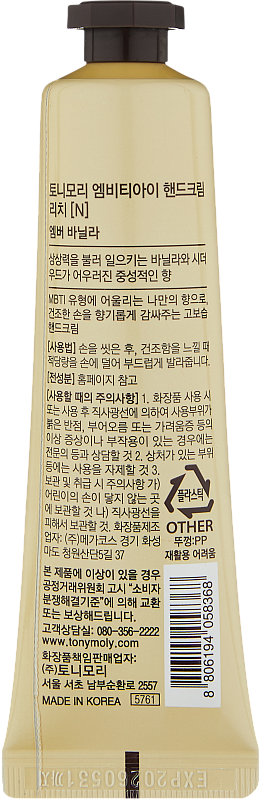 토니모리 엠비티아이 핸드크림
리치 [N]
엠버 바닐라
상상력을 불러 일으키는 바닐라와 시더
우드가 어우러진 중성적인 향
MBTI 유형에 어울리는 나만의 향으로,
건조한 손을 향기롭게 감싸주는 고보습
핸드크림
[사용법] 손을 씻은 후, 건조함을 느낄 때
적당량을 손에 덜어 부드럽게 발라줍니다.
[전성분] 홈페이지 참고
[사용할 때의 주의사항] 1. 화장품 사용 시
또는 사용 후 직사광선에 의하여 사용부위가
붉은 반점, 부어오름 또는 가려움증 등의
이상 증상이나 부작용이 있는 경우에는
전문의 등과 상담할 것 2. 상처가 있는 부위
등에는 사용을 자제할 것 3.
보관 및 취급 시 주의사항 가)
어린이의 손이 닿지 않는 곳
에 보관할 것 나) 직사광선을
피해서 보관할 것. 화장품제조
업자: (주)메가코스 경기 화성
마도 청원산단5길 37
플라스틱
OTHER
뚜껑:PP
재활용 어려움
본 제품에 이상이 있을 경우
공정거래위원회 고시 "소비자
분쟁해결기준"에 의해 교환
또는 보상해드립니다.
고객상담실: 080-356-2222
www.tonymoly.com
화장품책임판매업자:
(주)토니모리
서울 서초 남부순환로 2557
MADE IN KOREA 5761
8 806194 058368
EXP 20260531